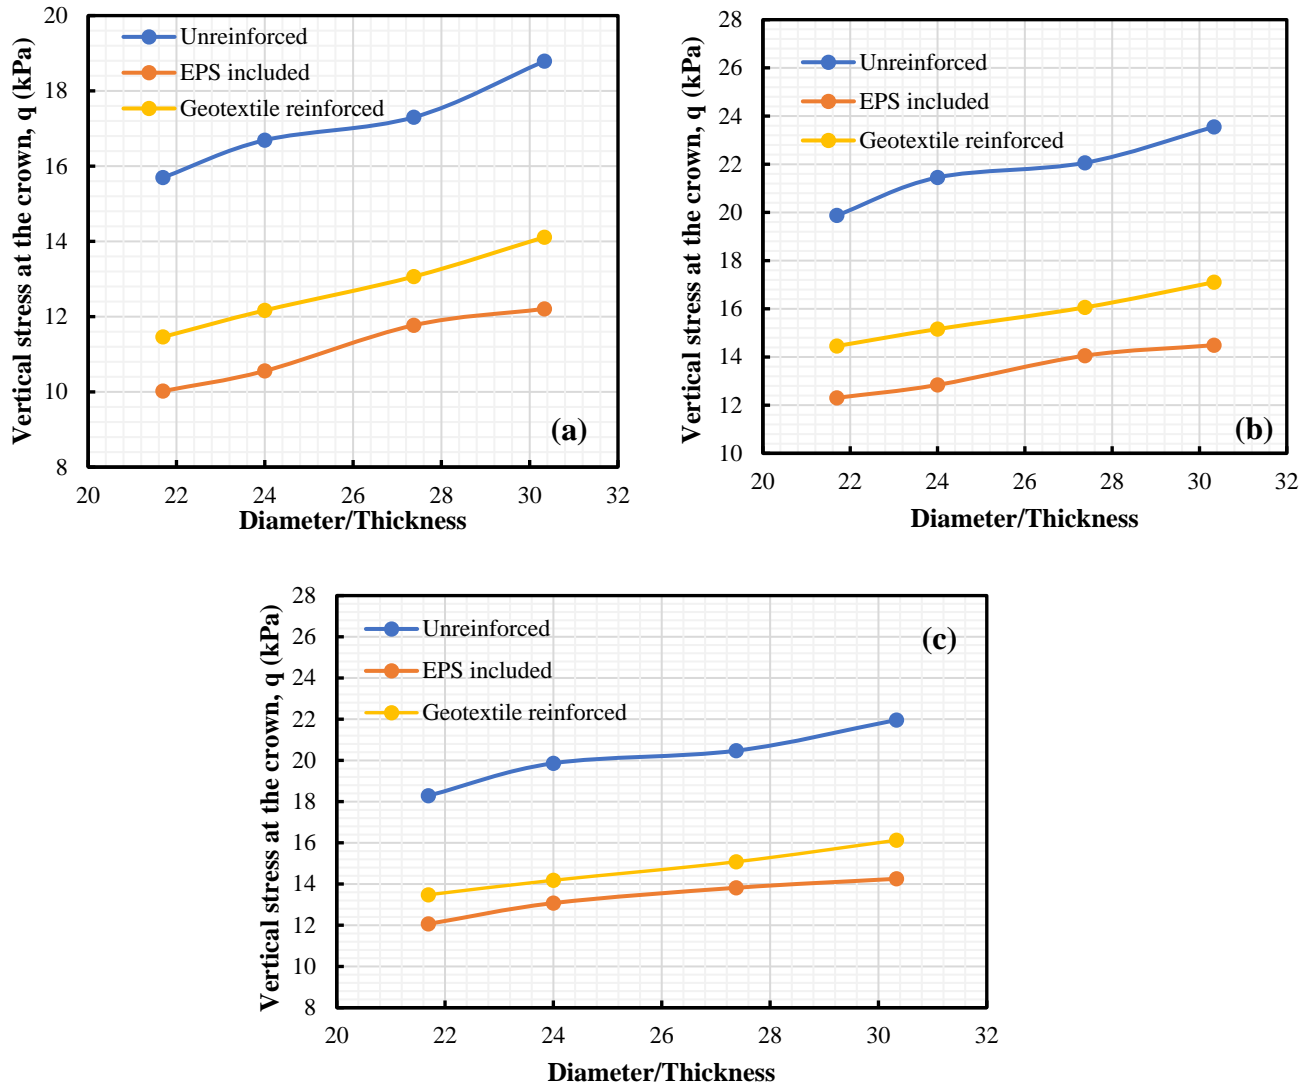 Vertical stress at the crown, q (kPa)
20
18
16
14
12
10
8
Unreinforced
EPS included
Geotextile reinforced
(a)
20 22 24 26 28 30 32
Diameter/Thickness
Vertical stress at the crown, q (kPa)
28
26
24
22
20
18
16
14
12
10
Unreinforced
EPS included
Geotextile reinforced
(b)
20 22 24 26 28 30 32
Diameter/Thickness
Vertical stress at the crown, q (kPa)
28
26
24
22
20
18
16
14
12
10
8
Unreinforced
EPS included
Geotextile reinforced
(c)
20 22 24 26 28 30 32
Diameter/Thickness